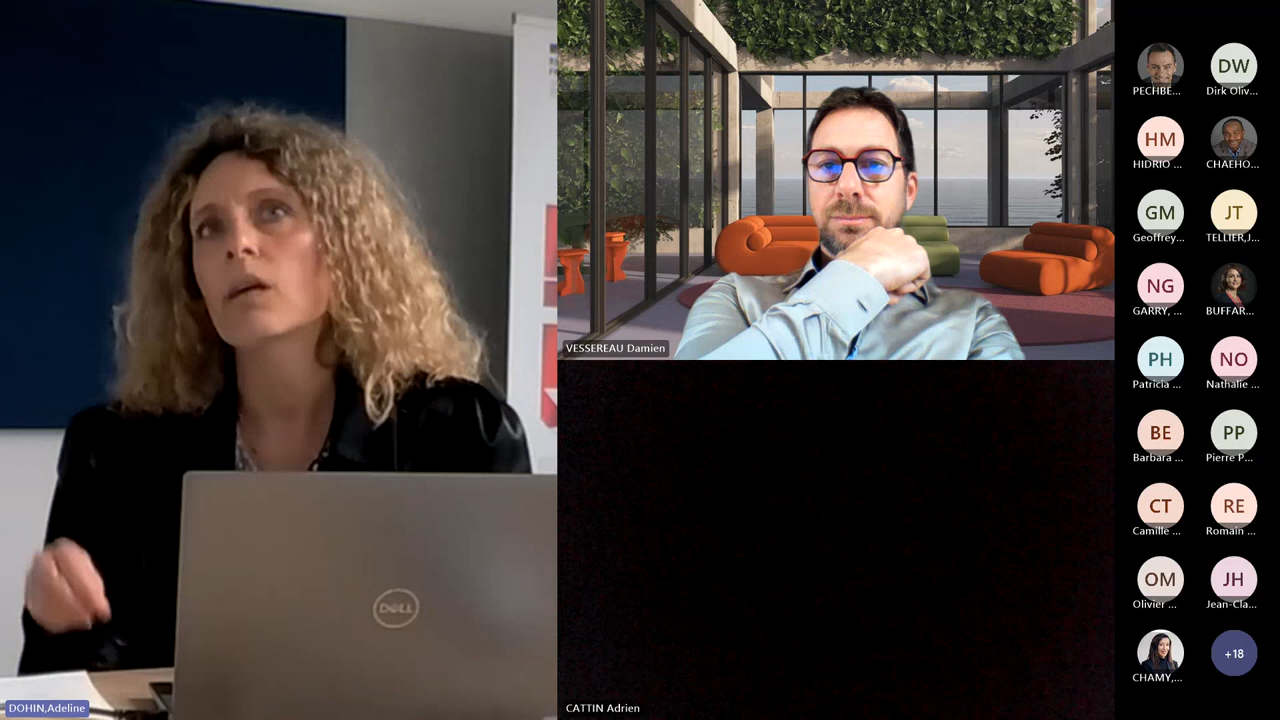 DELL
DOHIN,Adeline
VESSEREAU Damien
CATTIN Adrien
PECHBE...
DW
Dirk Oliv...
HM
HIDRIO ...
CHAEHO...
GM
Geoffrey...
JT
TELLIER,J...
NG
GARRY, ...
BUFFAR...
PH
Patricia ...
NO
Nathalie ...
BE
Barbara ...
PP
Pierre P...
CT
Camille ...
RE
Romain ...
OM
Olivier ...
JH
Jean-Cla...
CHAMY,...
+18